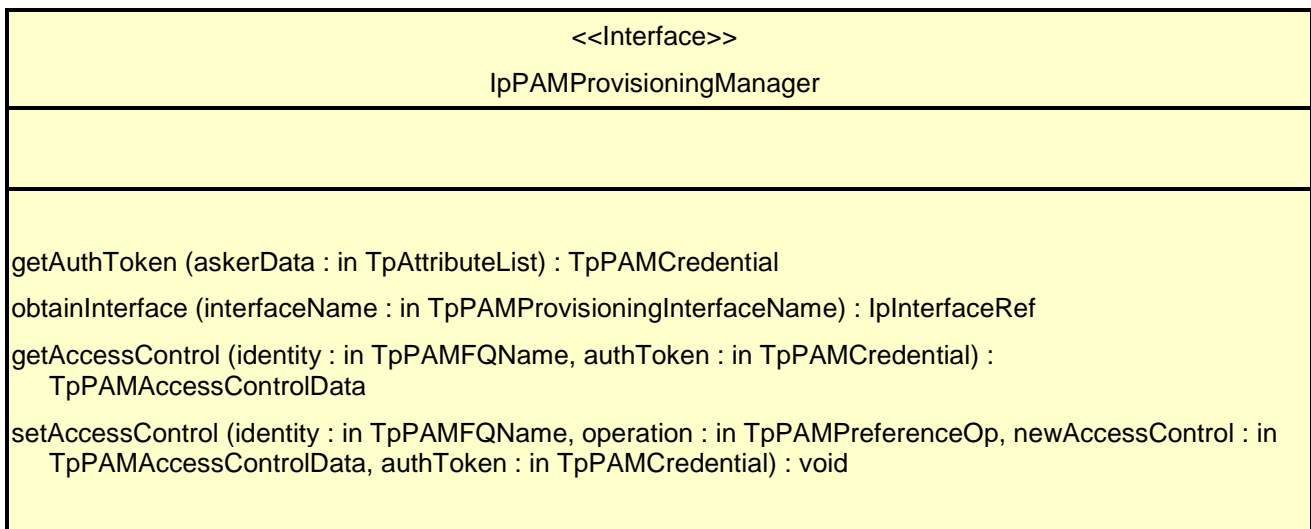 <<Interface>>
IpPAMProvisioningManager
getAuthToken (askerData : in TpAttributeList) : TpPAMCredential
obtainInterface (interfaceName : in TpPAMProvisioningInterfaceName) : IpInterfaceRef
getAccessControl (identity : in TpPAMFQName, authToken : in TpPAMCredential) :
TpPAMAccessControlData
setAccessControl (identity : in TpPAMFQName, operation : in TpPAMPreferenceOp, newAccessControl : in
TpPAMAccessControlData, authToken : in TpPAMCredential) : void